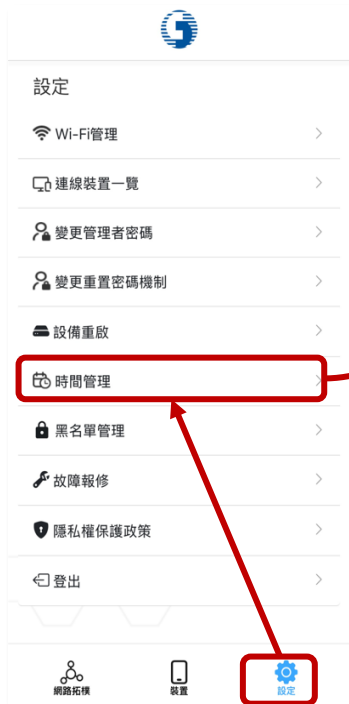 設定
Wi-Fi管理
連線裝置一覽
變更管理者密碼
變更重置密碼機制
設備重啟
時間管理
黑名單管理
故障報修
隱私權保護政策
登出
網路拓樸
裝置
設定